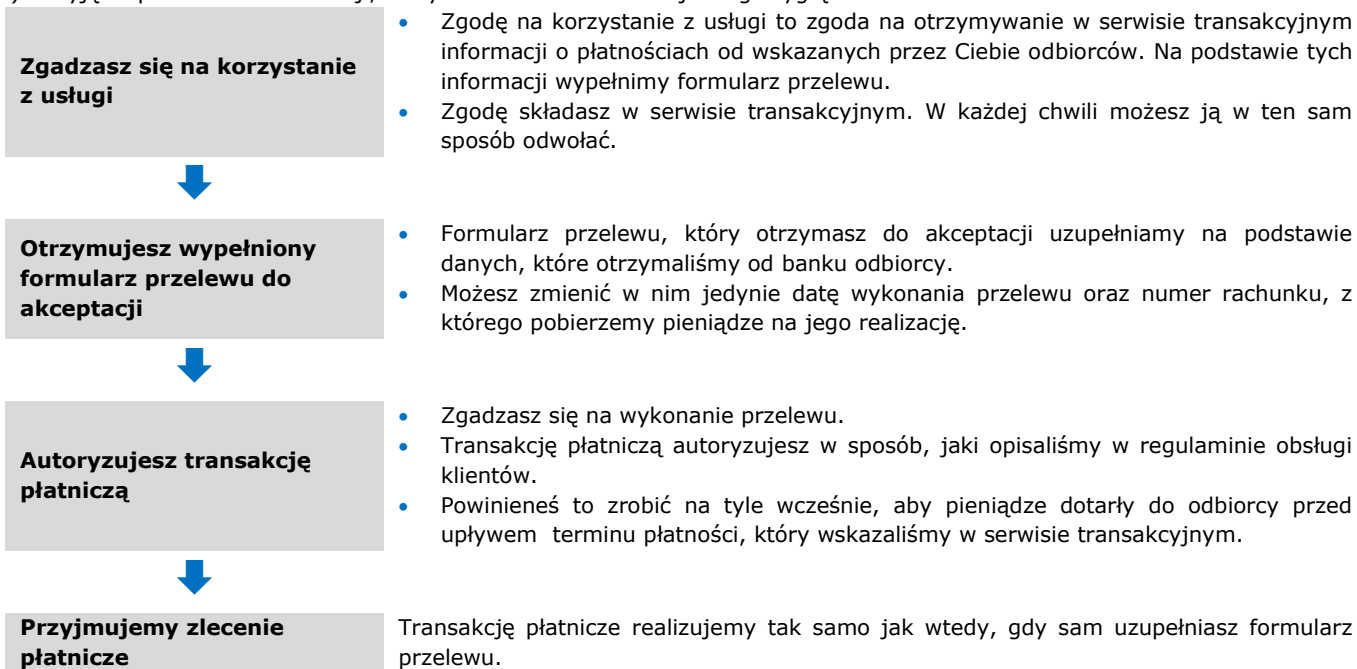 Zgadzasz się na korzystanie
z usługi
• Zgodę na korzystanie z usługi to zgoda na otrzymywanie w serwisie transakcyjnym
informacji o płatnościach od wskazanych przez Ciebie odbiorców. Na podstawie tych
informacji wypełnimy formularz przelewu.
• Zgodę składasz w serwisie transakcyjnym. W każdej chwili możesz ją w ten sam
sposób odwołać.
Otrzymujesz wypełniony
formularz przelewu do
akceptacji
• Formularz przelewu, który otrzymasz do akceptacji uzupełniamy na podstawie
danych, które otrzymaliśmy od banku odbiorcy.
• Możesz zmienić w nim jedynie datę wykonania przelewu oraz numer rachunku, z
którego pobierzemy pieniądze na jego realizację.
Autoryzujesz transakcję
płatniczą
• Zgadzasz się na wykonanie przelewu.
• Transakcję płatniczą autoryzujesz w sposób, jaki opisaliśmy w regulaminie obsługi
klientów.
• Powinieneś to zrobić na tyle wcześnie, aby pieniądze dotarły do odbiorcy przed
upływem terminu płatności, który wskazaliśmy w serwisie transakcyjnym.
Przyjmujemy zlecenie
płatnicze
Transakcję płatnicze realizujemy tak samo jak wtedy, gdy sam uzupełniasz formularz
przelewu.